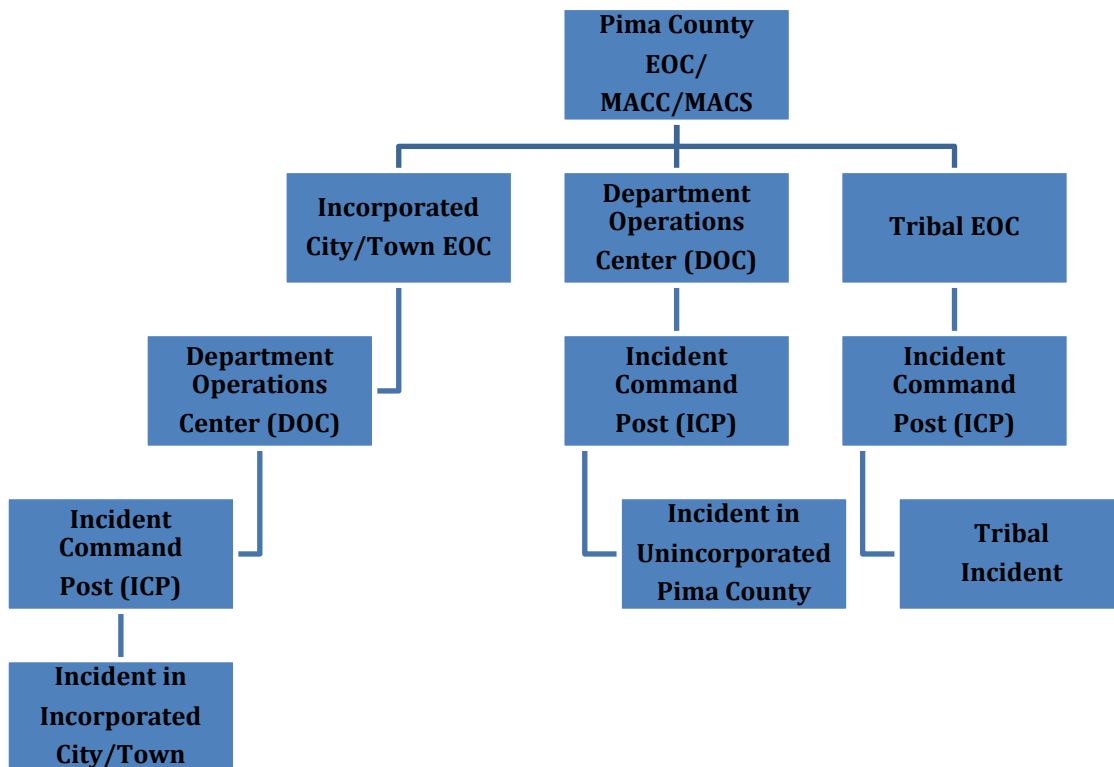 Pima County
EOC/
MACC/MACS
Incorporated
City/Town EOC
Department
Operations
Center (DOC)
Tribal EOC
Department
Operations
Center (DOC)
Incident
Command
Post (ICP)
Incident
Command
Post (ICP)
Incident
Command
Post (ICP)
Incident in
Unincorporated
Pima County
Tribal
Incident
Incident in
Incorporated
City/Town